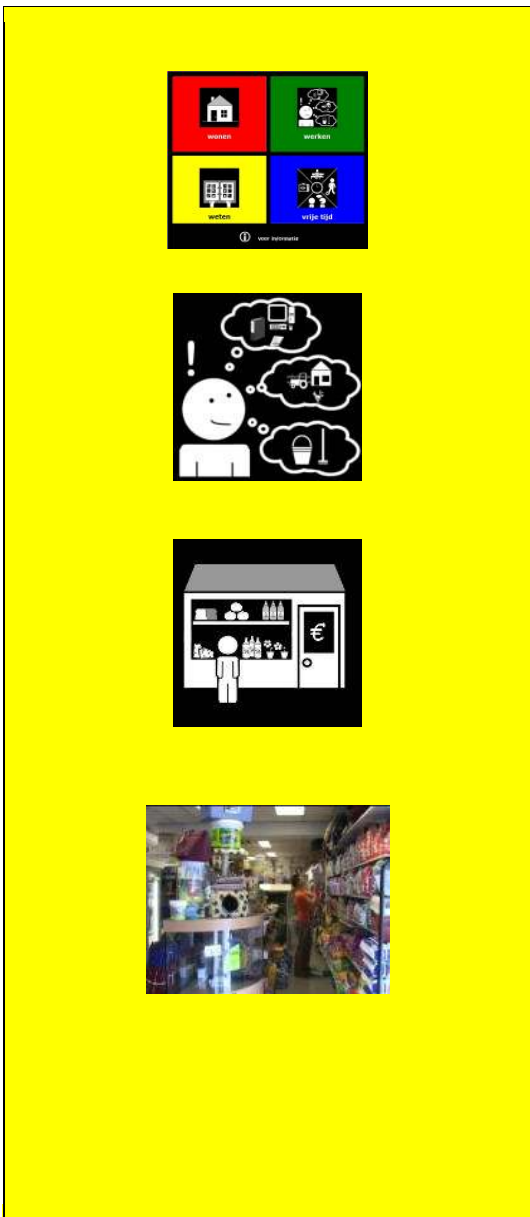 wonen
werken
weten
vrije tijd
i voor informatie
€